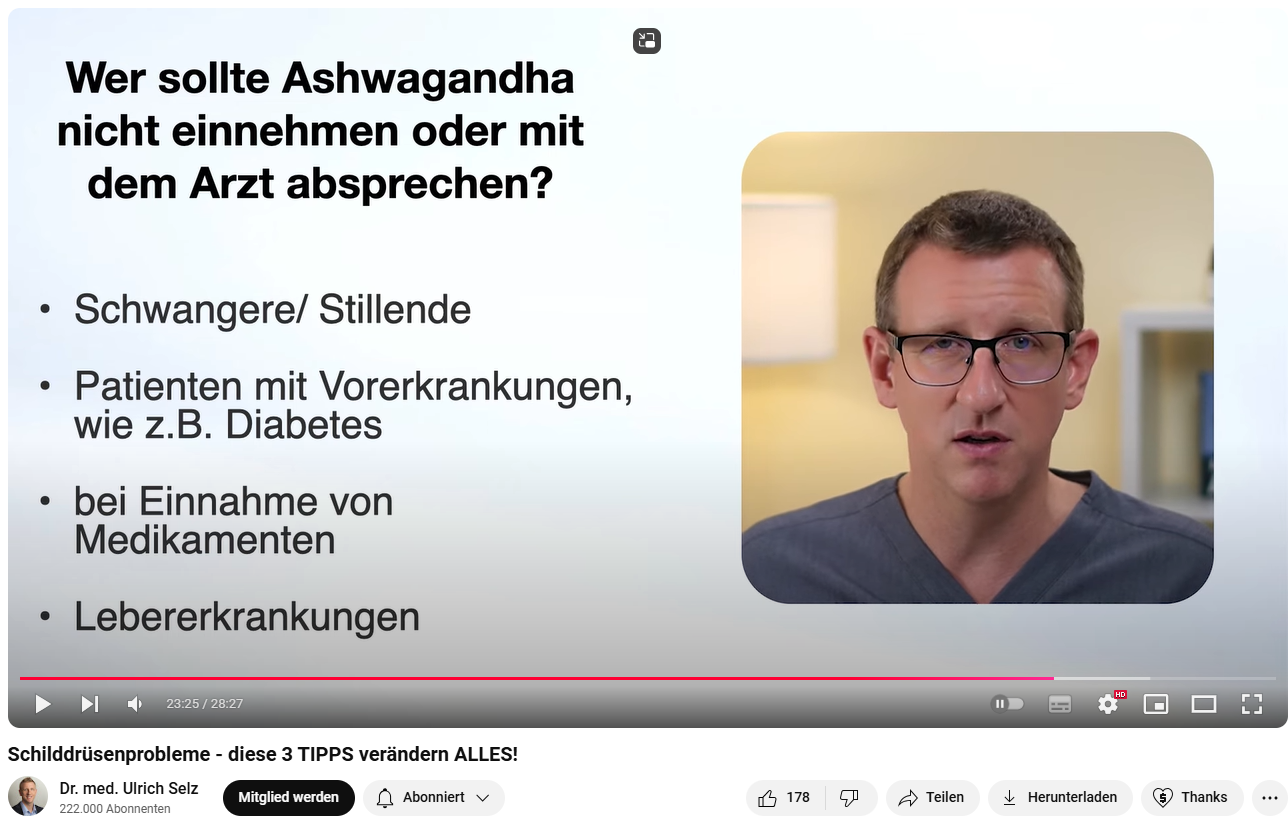 Wer sollte Ashwagandha
nicht einnehmen oder mit
dem Arzt absprechen?
• Schwangere/ Stillende
• Patienten mit Vorerkrankungen,
wie z.B. Diabetes
• bei Einnahme von
Medikamenten
• Lebererkrankungen
23:25 / 28:27
HD
Schilddrüsenprobleme - diese 3 TIPPS verändern ALLES!
Dr. med. Ulrich Selz
222.000 Abonnenten
Mitglied werden
Abonniert
178
Teilen
Herunterladen
Thanks